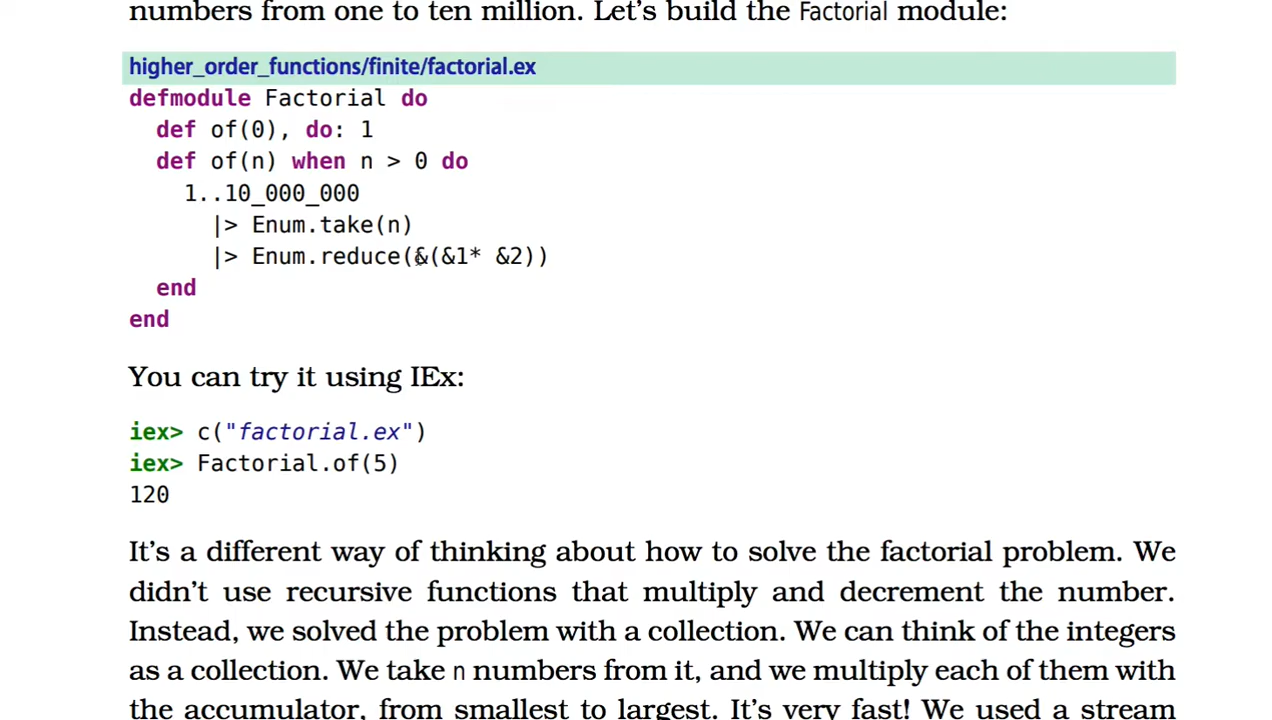 numbers from one to ten million. Let’s build the Factorial module:
higher_order_functions/finite/factorial.ex
defmodule Factorial do
  def of(0), do: 1
  def of(n) when n > 0 do
    1..10_000_000
      |> Enum.take(n)
      |> Enum.reduce(&(&1* &2))
  end
end
You can try it using IEx:
iex> c("factorial.ex")
iex> Factorial.of(5)
120
It’s a different way of thinking about how to solve the factorial problem. We
didn’t use recursive functions that multiply and decrement the number.
Instead, we solved the problem with a collection. We can think of the integers
as a collection. We take n numbers from it, and we multiply each of them with
the accumulator, from smallest to largest. It’s very fast! We used a stream